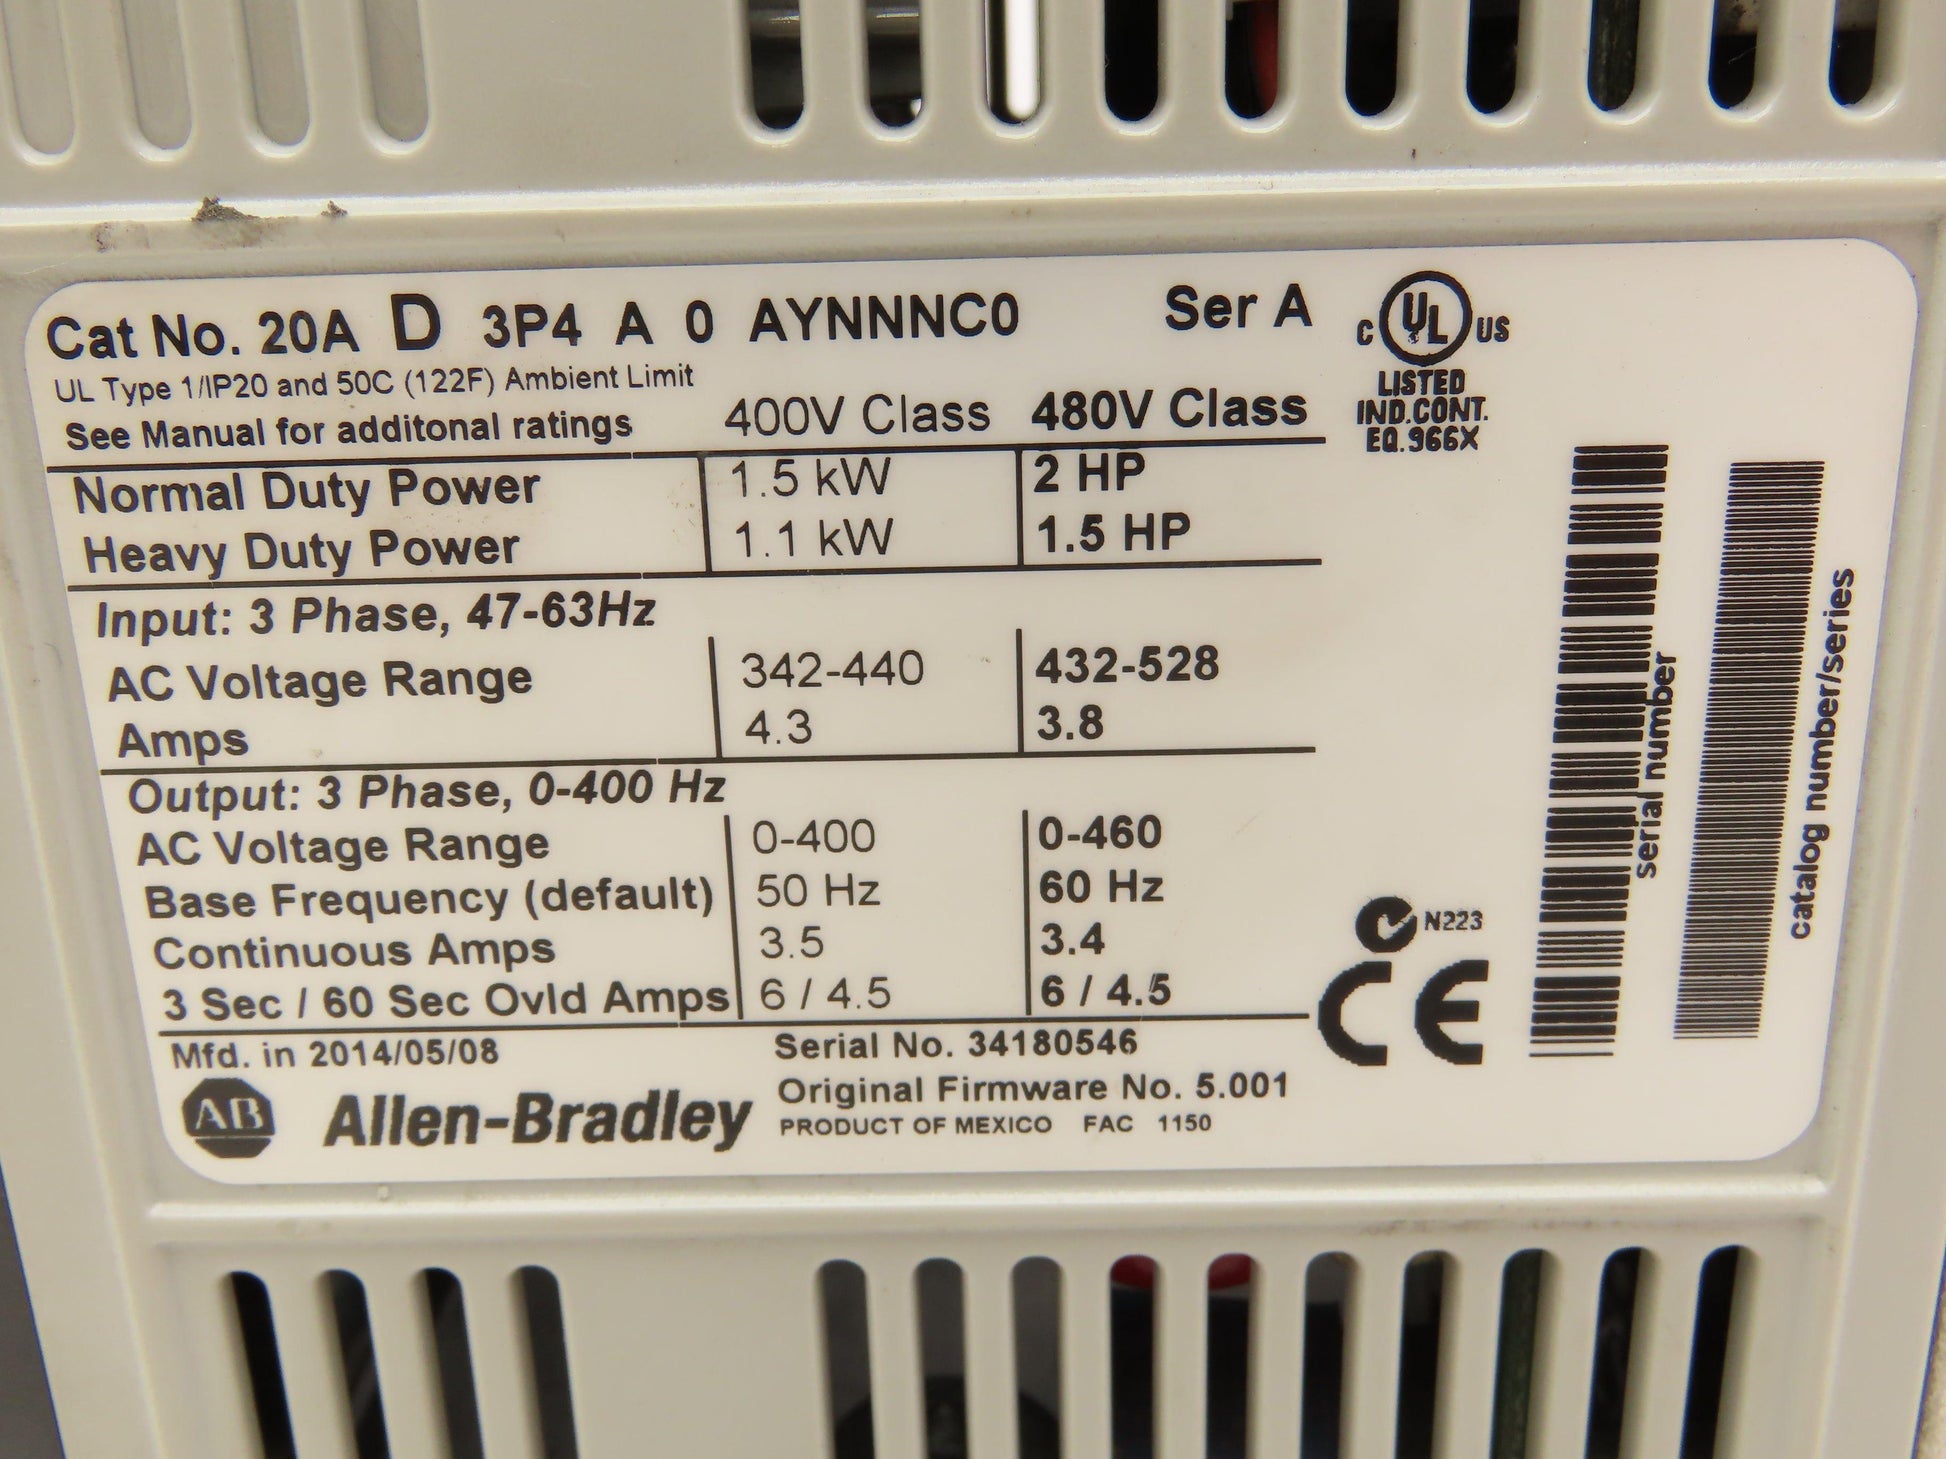 Cat No. 20A D 3P4 A 0 AYNNNC0 Ser A
UL Type 1/IP20 and 50C (122F) Ambient Limit
See Manual for additonal ratings 400V Class 480V Class
Normal Duty Power 1.5 kW 2 HP
Heavy Duty Power 1.1 kW 1.5 HP
Input: 3 Phase, 47-63Hz
AC Voltage Range 342-440 432-528
Amps 4.3 3.8
Output: 3 Phase, 0-400 Hz
AC Voltage Range 0-400 0-460
Base Frequency (default) 50 Hz 60 Hz
Continuous Amps 3.5 3.4
3 Sec / 60 Sec Ovld Amps 6 / 4.5 6 / 4.5
Mfd. in 2014/05/08 Serial No. 34180546
AB Allen-Bradley Original Firmware No. 5.001
PRODUCT OF MEXICO FAC 1150
C UL US
LISTED
IND.CONT.
EQ.966X
N223
CE
serial number
catalog number/series